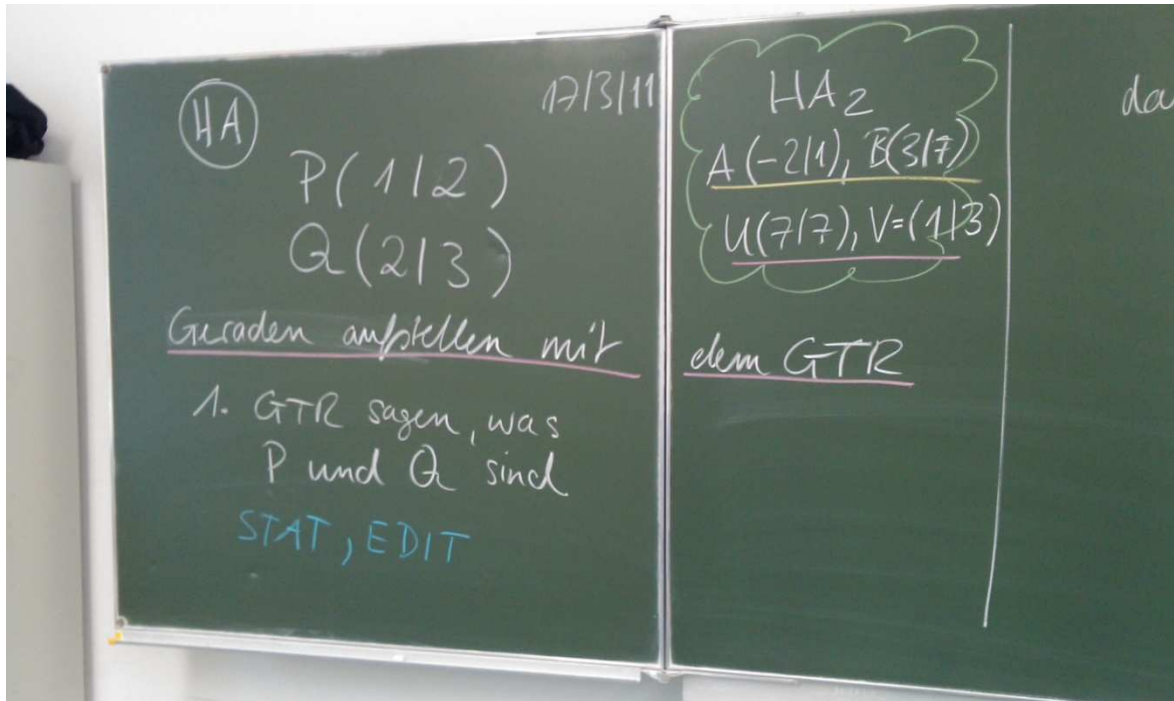 HA
17/3/11
P(1|2)
Q(2|3)
Geraden aufstellen mit dem GTR
1. GTR sagen, was
P und Q sind
STAT, EDIT
HA2
A(-2|1), B(3|7)
U(7|7), V=(1|3)
da